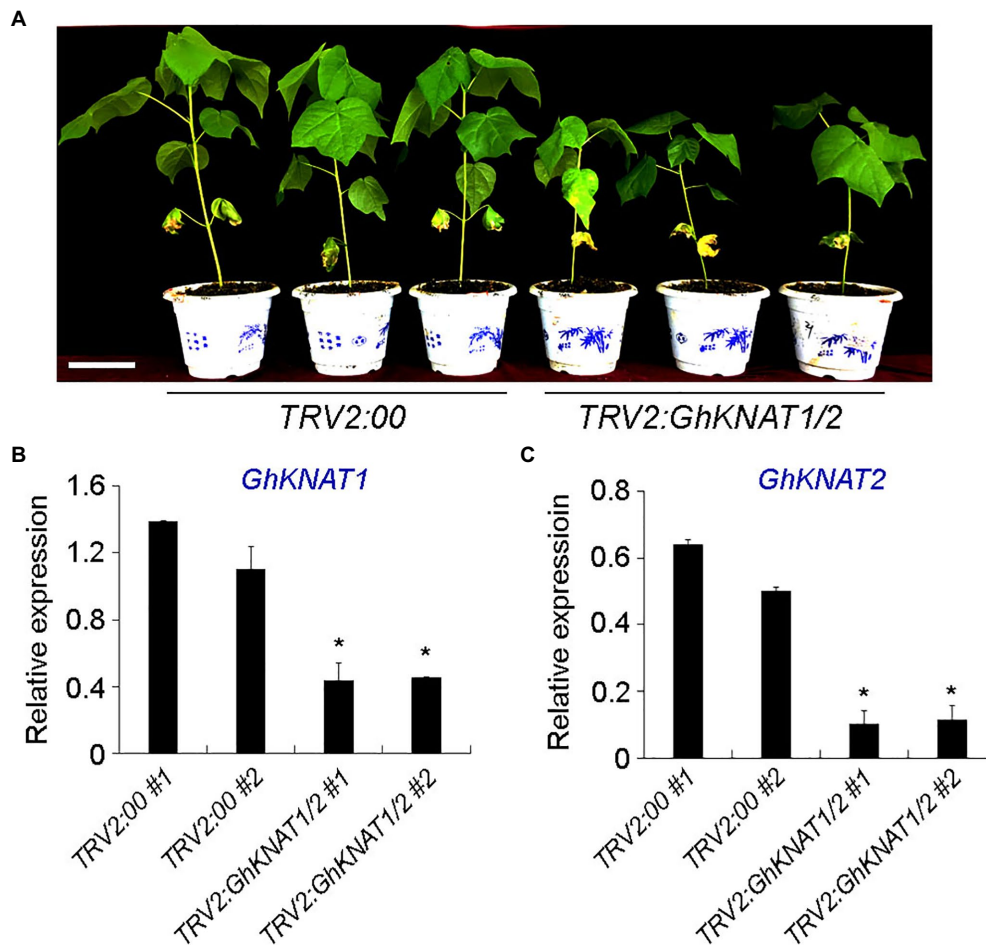 A
TRV2:00
TRV2:GhKNAT1/2
B
GhKNAT1
Relative expression
1.6
1.2
0.8
0.4
0
*
*
TRV2:00 #1
TRV2:00 #2
TRV2:GhKNAT1/2 #1
TRV2:GhKNAT1/2 #2
C
GhKNAT2
Relative expressioin
0.8
0.6
0.4
0.2
0
*
*
TRV2:00 #1
TRV2:00 #2
TRV2:GhKNAT1/2 #1
TRV2:GhKNAT1/2 #2